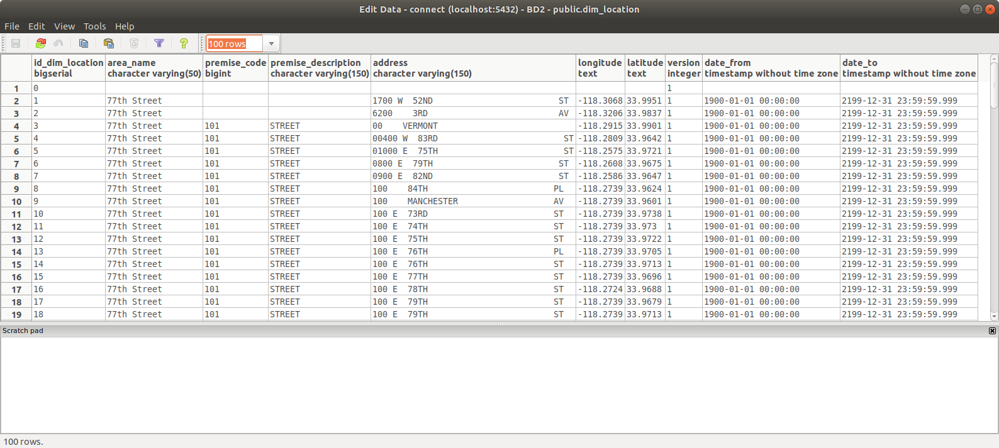 Edit Data - connect (localhost:5432) - BD2 - public.dim_location
File Edit View Tools Help
100 rows
id_dim_location area_name premise_code premise_description address longitude latitude version date_from date_to
bigserial character varying(50) bigint character varying(150) character varying(150) text text integer timestamp without time zone timestamp without time zone
1 0 1
2 1 77th Street 1700 W 52ND ST -118.3068 33.9951 1 1900-01-01 00:00:00 2199-12-31 23:59:59.999
3 2 77th Street 6200 3RD AV -118.3206 33.9837 1 1900-01-01 00:00:00 2199-12-31 23:59:59.999
4 3 77th Street 101 STREET 00 VERMONT -118.2915 33.9901 1 1900-01-01 00:00:00 2199-12-31 23:59:59.999
5 4 77th Street 101 STREET 00400 W 83RD ST -118.2809 33.9642 1 1900-01-01 00:00:00 2199-12-31 23:59:59.999
6 5 77th Street 101 STREET 01000 E 75TH ST -118.2575 33.9721 1 1900-01-01 00:00:00 2199-12-31 23:59:59.999
7 6 77th Street 101 STREET 0800 E 79TH ST -118.2608 33.9675 1 1900-01-01 00:00:00 2199-12-31 23:59:59.999
8 7 77th Street 101 STREET 0900 E 82ND ST -118.2586 33.9647 1 1900-01-01 00:00:00 2199-12-31 23:59:59.999
9 8 77th Street 101 STREET 100 84TH PL -118.2739 33.9624 1 1900-01-01 00:00:00 2199-12-31 23:59:59.999
10 9 77th Street 101 STREET 100 MANCHESTER AV -118.2739 33.9601 1 1900-01-01 00:00:00 2199-12-31 23:59:59.999
11 10 77th Street 101 STREET 100 E 73RD ST -118.2739 33.9738 1 1900-01-01 00:00:00 2199-12-31 23:59:59.999
12 11 77th Street 101 STREET 100 E 74TH ST -118.2739 33.973 1 1900-01-01 00:00:00 2199-12-31 23:59:59.999
13 12 77th Street 101 STREET 100 E 75TH ST -118.2739 33.9722 1 1900-01-01 00:00:00 2199-12-31 23:59:59.999
14 13 77th Street 101 STREET 100 E 76TH PL -118.2739 33.9705 1 1900-01-01 00:00:00 2199-12-31 23:59:59.999
15 14 77th Street 101 STREET 100 E 76TH ST -118.2739 33.9713 1 1900-01-01 00:00:00 2199-12-31 23:59:59.999
16 15 77th Street 101 STREET 100 E 77TH ST -118.2739 33.9696 1 1900-01-01 00:00:00 2199-12-31 23:59:59.999
17 16 77th Street 101 STREET 100 E 78TH ST -118.2724 33.9688 1 1900-01-01 00:00:00 2199-12-31 23:59:59.999
18 17 77th Street 101 STREET 100 E 79TH ST -118.2739 33.9679 1 1900-01-01 00:00:00 2199-12-31 23:59:59.999
19 18 77th Street 101 STREET 100 E 79TH ST -118.2739 33.9713 1 1900-01-01 00:00:00 2199-12-31 23:59:59.999
Scratch pad
100 rows.